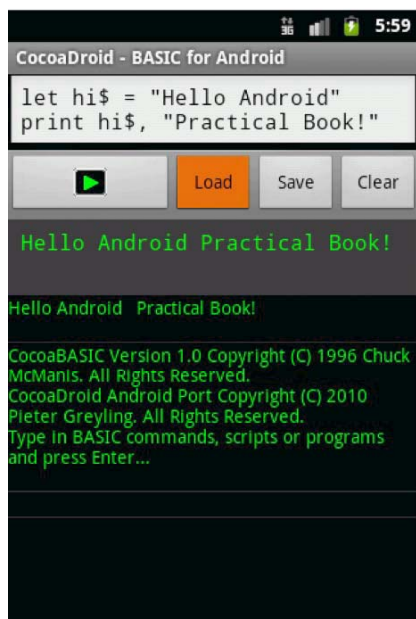 3G 5:59
CocoaDroid - BASIC for Android
let hi$ = "Hello Android"
print hi$, "Practical Book!"
Load Save Clear
Hello Android Practical Book!
Hello Android Practical Book!
CocoaBASIC Version 1.0 Copyright (C) 1996 Chuck
McManis. All Rights Reserved.
CocoaDroid Android Port Copyright (C) 2010
Pieter Greyling. All Rights Reserved.
Type in BASIC commands, scripts or programs
and press Enter...